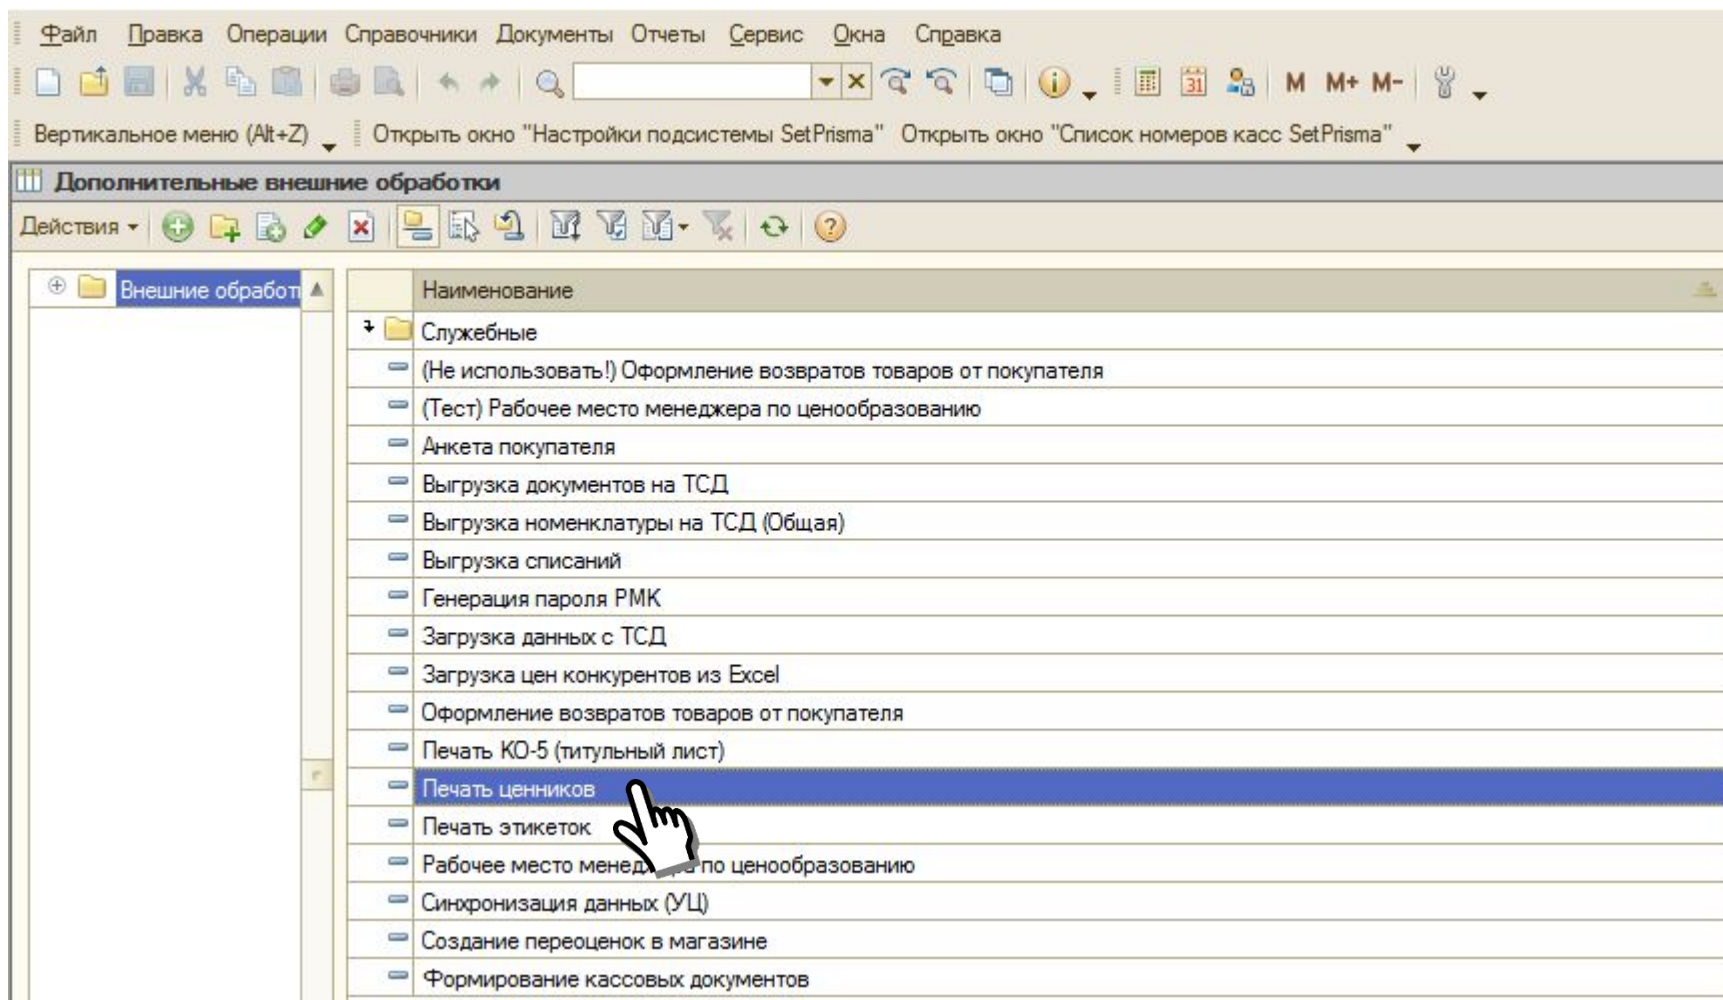 Файл Правка Операции Справочники Документы Отчеты Сервис Окна Справка
31 M M+ M-
Вертикальное меню (Alt+Z) Открыть окно "Настройки подсистемы SetPrisma" Открыть окно "Список номеров касс SetPrisma"
Дополнительные внешние обработки
Действия
Внешние обработ
Наименование
Служебные
(Не использовать!) Оформление возвратов товаров от покупателя
(Тест) Рабочее место менеджера по ценообразованию
Анкета покупателя
Выгрузка документов на ТСД
Выгрузка номенклатуры на ТСД (Общая)
Выгрузка списаний
Генерация пароля РМК
Загрузка данных с ТСД
Загрузка цен конкурентов из Excel
Оформление возвратов товаров от покупателя
Печать КО-5 (титульный лист)
Печать ценников
Печать этикеток
Рабочее место менеджера по ценообразованию
Синхронизация данных (УЦ)
Создание переоценок в магазине
Формирование кассовых документов